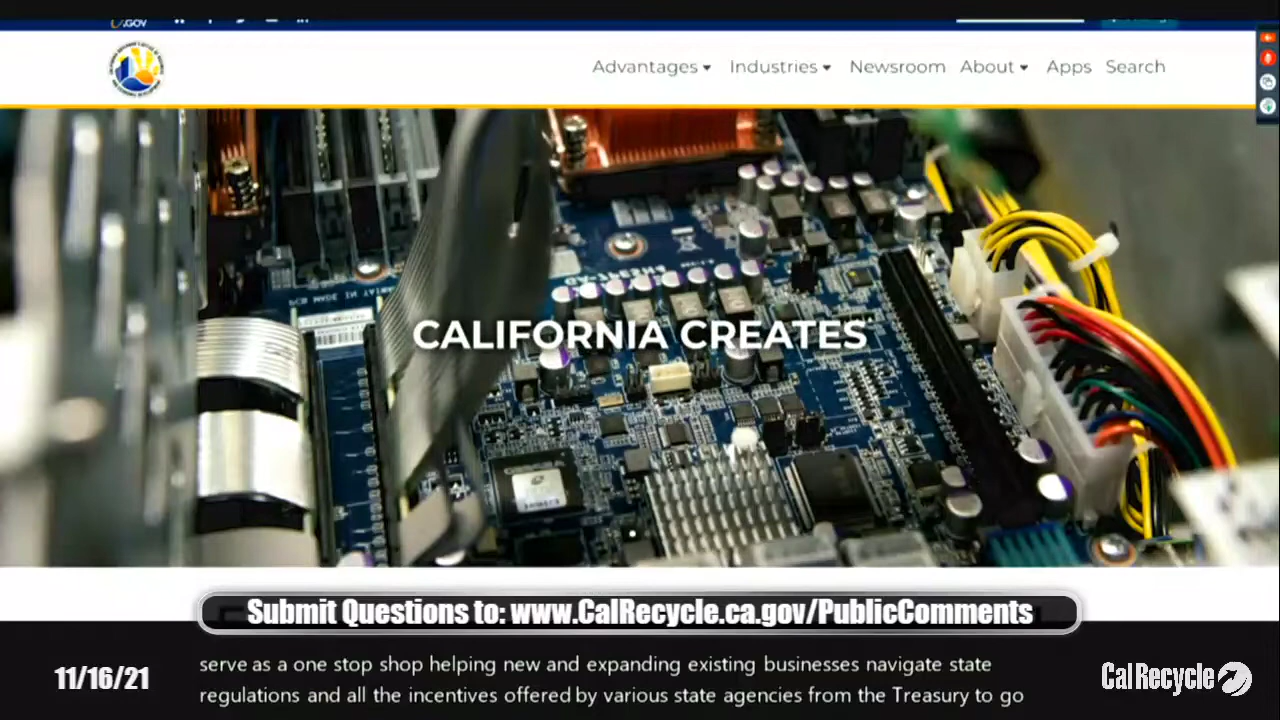 .GOV
Advantages Industries Newsroom About Apps Search
CALIFORNIA CREATES
Submit Questions to: www.CalRecycle.ca.gov/PublicComments
serve as a one stop shop helping new and expanding existing businesses navigate state
11/16/21
regulations and all the incentives offered by various state agencies from the Treasury to go
CalRecycle